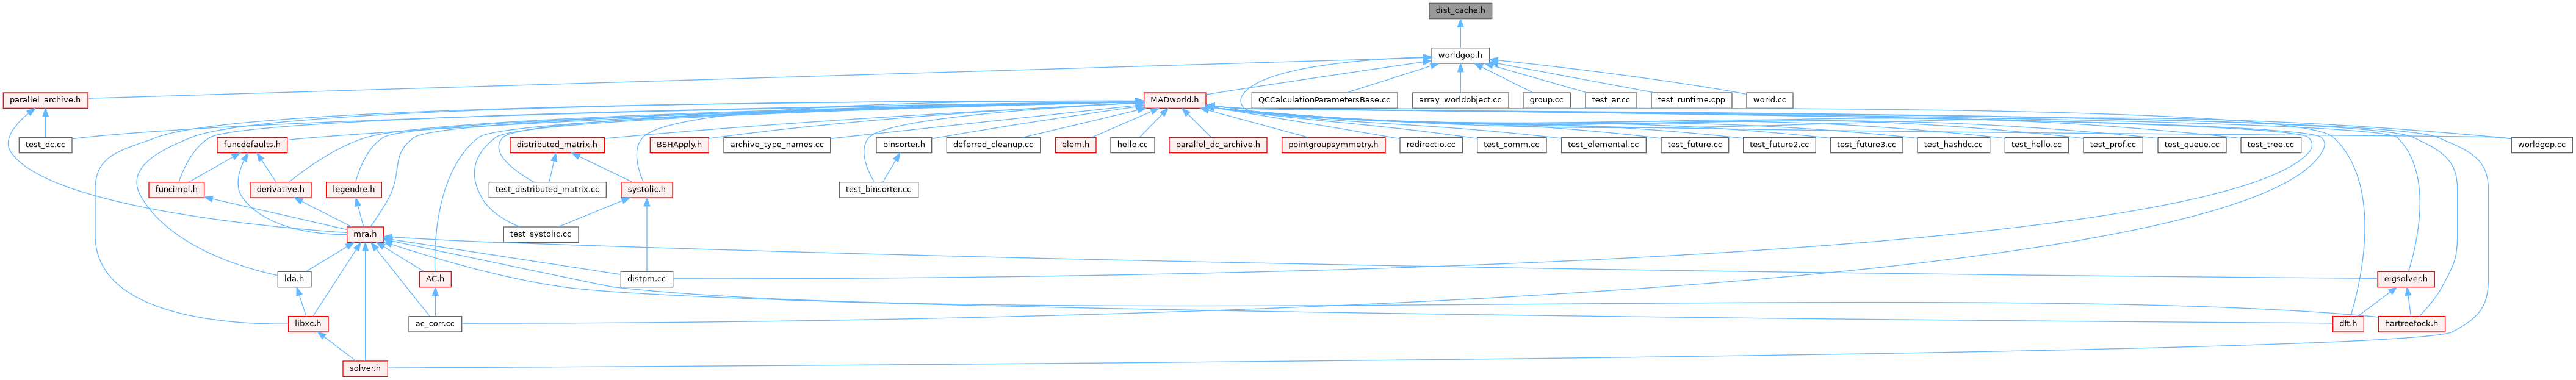 dist_cache.h
worldgop.h
parallel_archive.h
MADworld.h
QCCalculationParametersBase.cc
array_worldobject.cc
group.cc
test_ar.cc
test_runtime.cpp
world.cc
test_dc.cc
funcdefaults.h
distributed_matrix.h
BSHApply.h
archive_type_names.cc
binsorter.h
deferred_cleanup.cc
elem.h
hello.cc
parallel_dc_archive.h
pointgroupsymmetry.h
redirectio.cc
test_comm.cc
test_elemental.cc
test_future.cc
test_future2.cc
test_future3.cc
test_hashdc.cc
test_hello.cc
test_prof.cc
test_queue.cc
test_tree.cc
worldgop.cc
funcimpl.h
derivative.h
legendre.h
test_distributed_matrix.cc
systolic.h
test_binsorter.cc
mra.h
test_systolic.cc
lda.h
AC.h
distpm.cc
eigsolver.h
libxc.h
ac_corr.cc
dft.h
hartreefock.h
solver.h